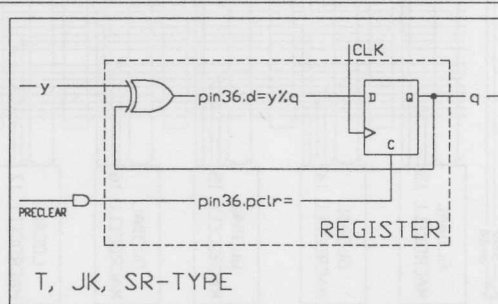 CLK
y
pin36.d=y%q
D Q
q
C
PRECLEAR
pin36.pclr=
REGISTER
T, JK, SR-TYPE